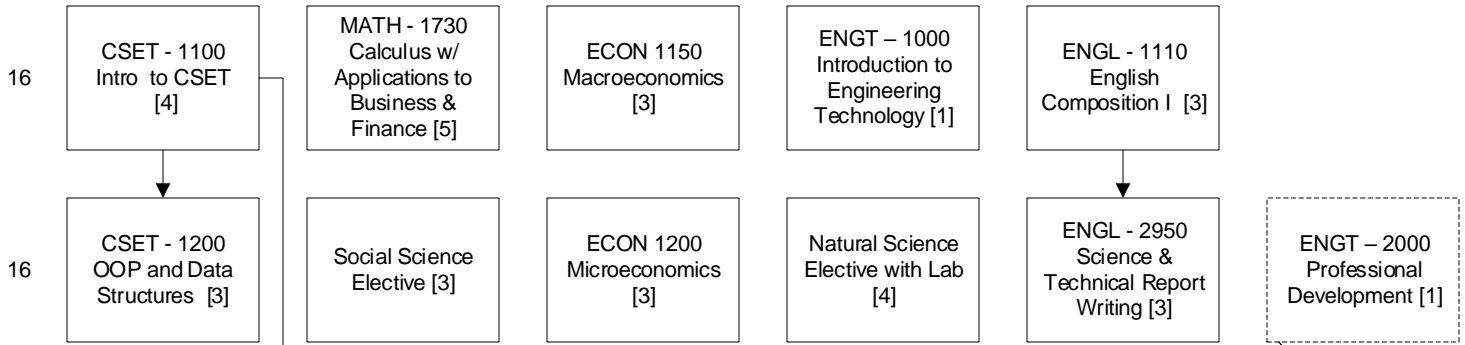 16
CSET - 1100
Intro to CSET
[4]
MATH - 1730
Calculus w/
Applications to
Business &
Finance [5]
ECON 1150
Macroeconomics
[3]
ENGT – 1000
Introduction to
Engineering
Technology [1]
ENGL - 1110
English
Composition I [3]
16
CSET - 1200
OOP and Data
Structures [3]
Social Science
Elective [3]
ECON 1200
Microeconomics
[3]
Natural Science
Elective with Lab
[4]
ENGL - 2950
Science &
Technical Report
Writing [3]
ENGT – 2000
Professional
Development [1]